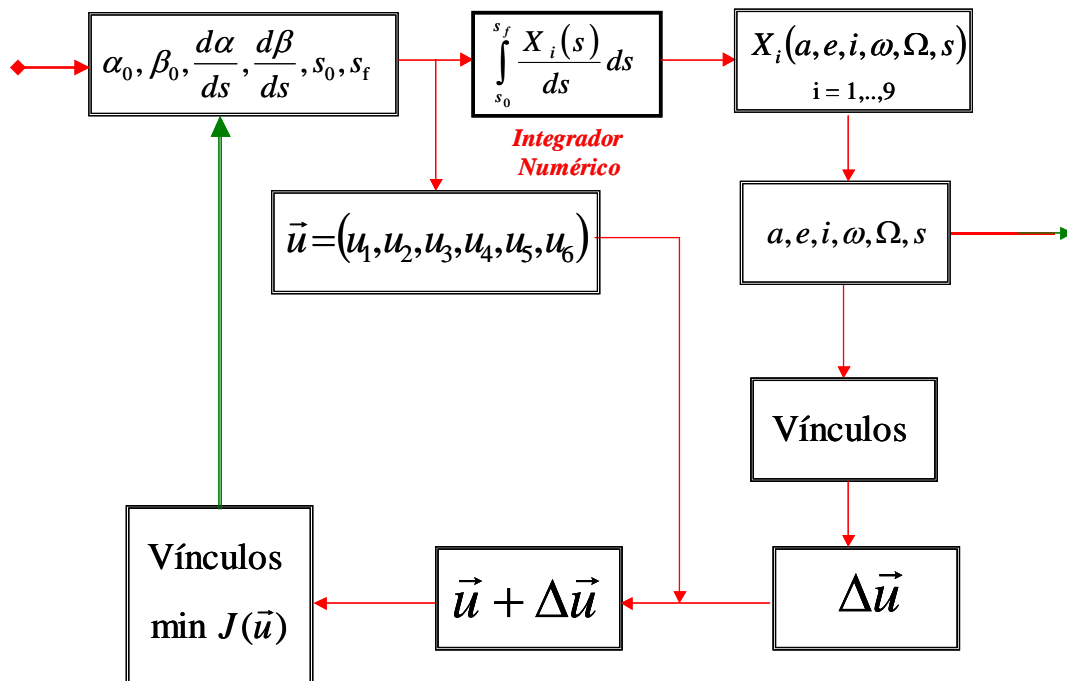 α₀, β₀, dα/ds, dβ/ds, s₀, s_f
∫_{s₀}^{s_f} X_i(s)/ds ds
Integrador
Numérico
X_i(a, e, i, ω, Ω, s)
i = 1,..,9
u⃗ = (u₁, u₂, u₃, u₄, u₅, u₆)
a, e, i, ω, Ω, s
Vínculos
Δu⃗
u⃗ + Δu⃗
Vínculos
min J(u⃗)